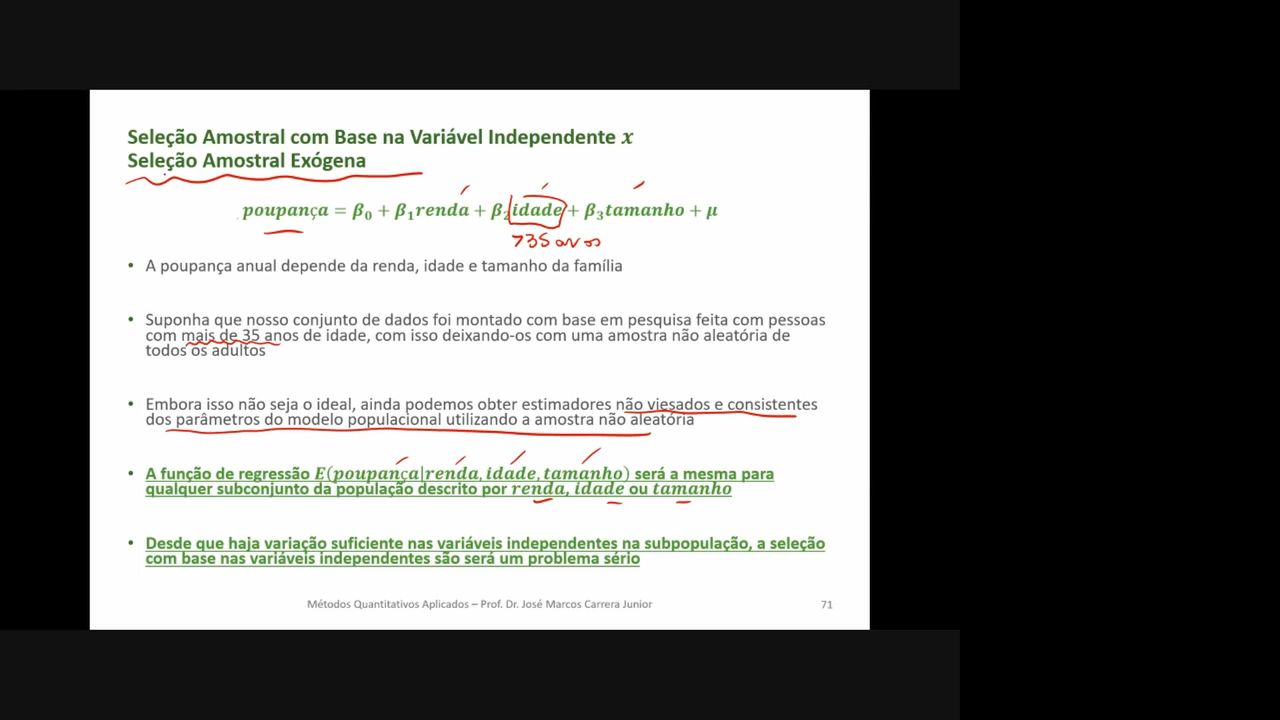 Seleção Amostral com Base na Variável Independente x
Seleção Amostral Exógena
poupança = β₀ + β₁renda + β₂idade + β₃tamanho + μ
>35 anos
• A poupança anual depende da renda, idade e tamanho da família
• Suponha que nosso conjunto de dados foi montado com base em pesquisa feita com pessoas
com mais de 35 anos de idade, com isso deixando-os com uma amostra não aleatória de
todos os adultos
• Embora isso não seja o ideal, ainda podemos obter estimadores não viesados e consistentes
dos parâmetros do modelo populacional utilizando a amostra não aleatória
• A função de regressão E(poupança|renda, idade, tamanho) será a mesma para
qualquer subconjunto da população descrito por renda, idade ou tamanho
• Desde que haja variação suficiente nas variáveis independentes na subpopulação, a seleção
com base nas variáveis independentes são será um problema sério
Métodos Quantitativos Aplicados – Prof. Dr. José Marcos Carrera Junior
71